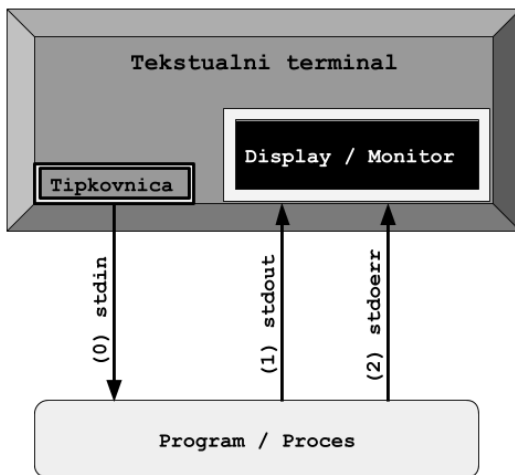 Tekstualni terminal
Display / Monitor
Tipkovnica
(0) stdin
(1) stdout
(2) stdoerr
Program / Proces